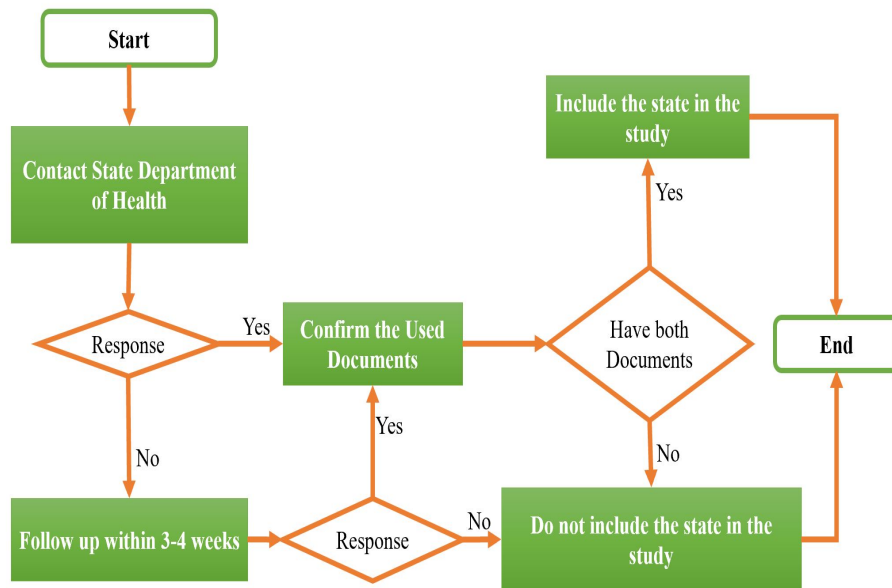 Start
Contact State Department
of Health
Response
Yes
No
Follow up within 3-4 weeks
Response
Yes
No
Confirm the Used
Documents
Have both
Documents
Yes
No
Include the state in the
study
Do not include the state in the
study
End